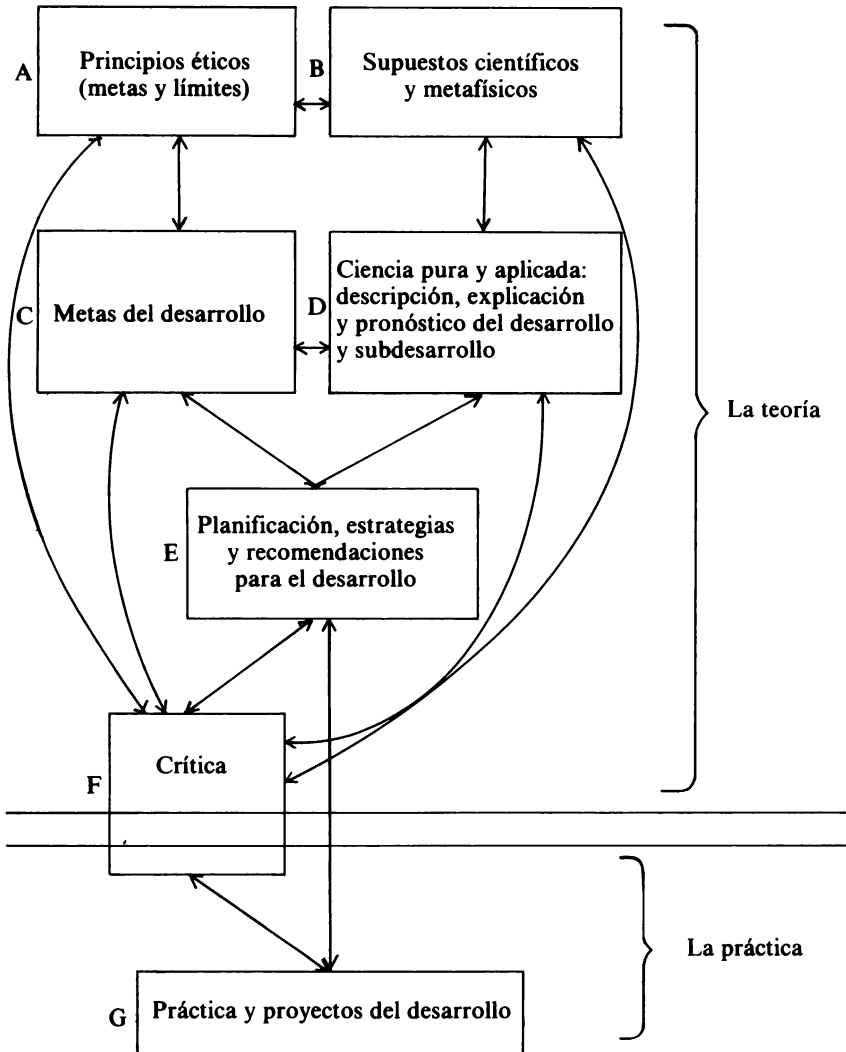 A
Principios éticos
(metas y límites)
B
Supuestos científicos
y metafísicos
C
Metas del desarrollo
D
Ciencia pura y aplicada:
descripción, explicación
y pronóstico del desarrollo
y subdesarrollo
La teoría
E
Planificación, estrategias
y recomendaciones
para el desarrollo
F
Crítica
La práctica
G
Práctica y proyectos del desarrollo